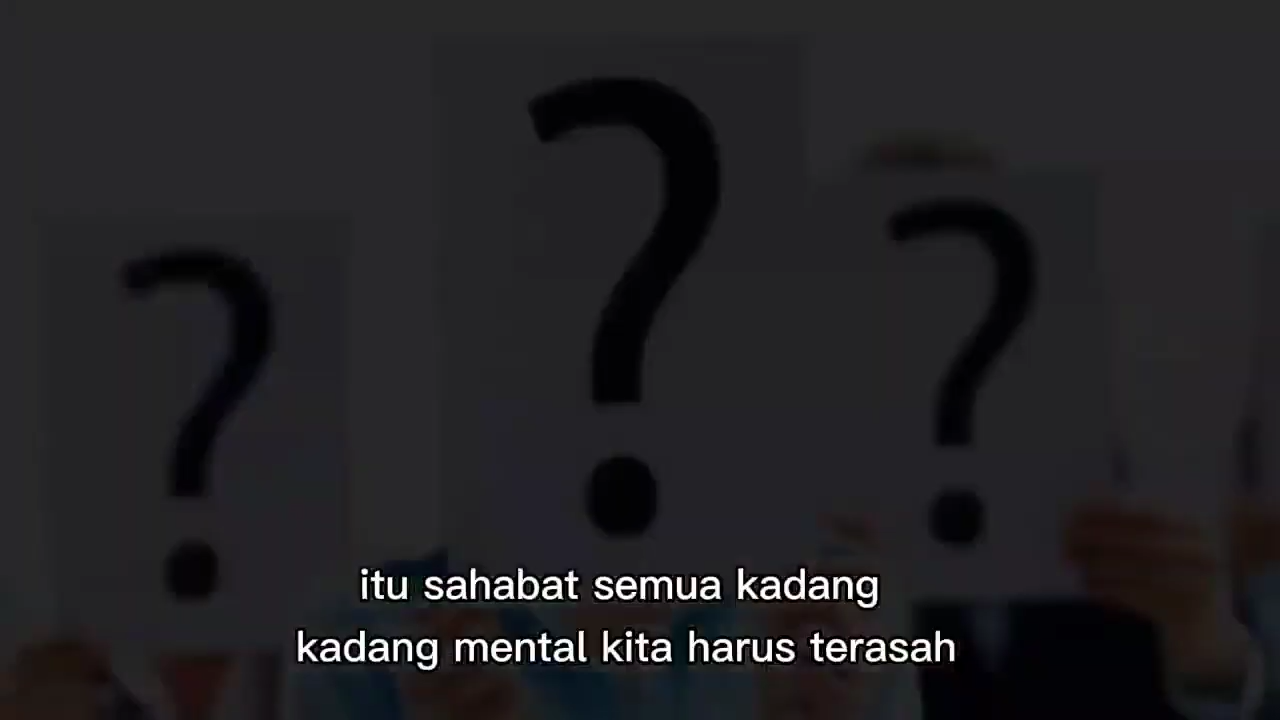 ? ? ?
itu sahabat semua kadang
kadang mental kita harus terasah